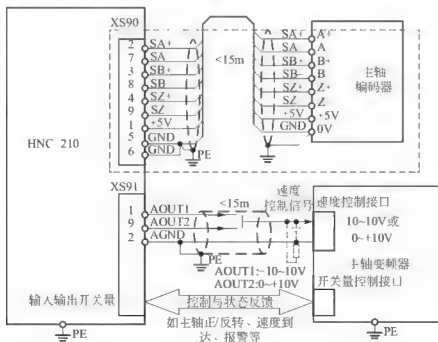 XS90
2 SA+
7 SA
3 SB+
8 SB
4 SZ+
9 SZ
1 +5V
5 GND
6 GND
PE
<15m
SA+ A+
SA A
SB+ B+
SB B
SZ+ Z+
SZ Z
+5V +5V
GND 0V
主轴
编码器
HNC 210
XS91
1 AOUT1
9 AOUT2
2 AGND
<15m
速度
控制信号
AOUT1:-10~10V
AOUT2:0~+10V
PE
速度控制接口
10~10V或
0~+10V
主轴变频器
开关量控制接口
输入输出开关量
控制与状态反馈
如主轴正/反转、速度到
达、报警等
PE
PE